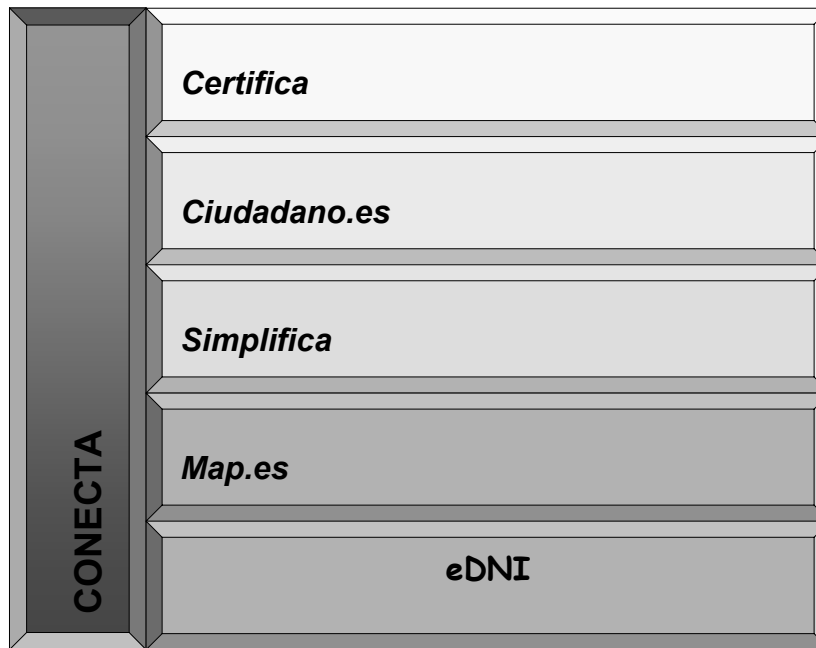 CONECTA
Certifica
Ciudadano.es
Simplifica
Map.es
eDNI